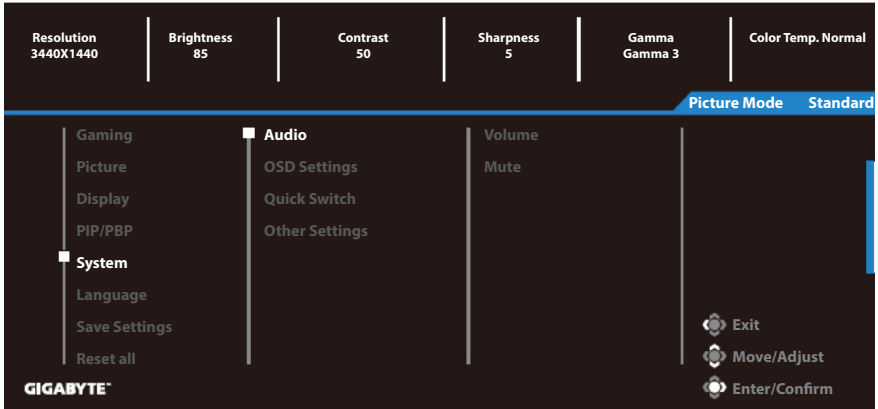 Resolution
3440X1440
Brightness
85
Contrast
50
Sharpness
5
Gamma
Gamma 3
Color Temp. Normal
Picture Mode Standard
Gaming
Picture
Display
PIP/PBP
System
Language
Save Settings
Reset all
Audio
OSD Settings
Quick Switch
Other Settings
Volume
Mute
Exit
Move/Adjust
Enter/Confirm
GIGABYTE™